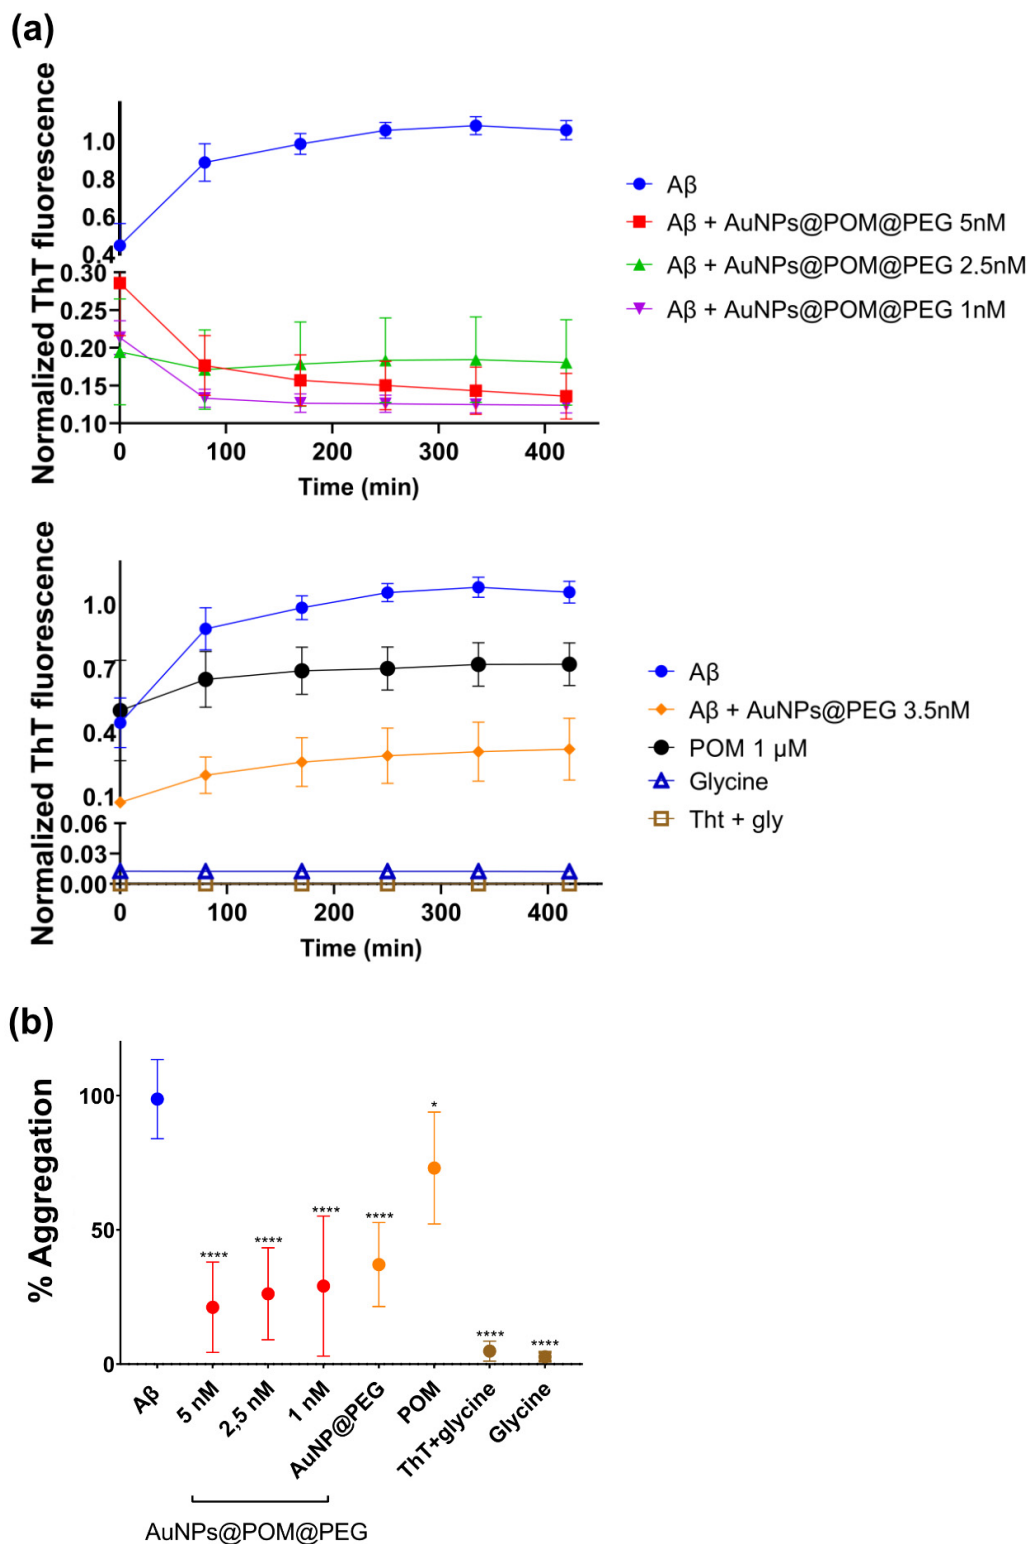 (a)
Normalized ThT fluorescence
1.0
0.8
0.6
0.4
0.30
0.25
0.20
0.15
0.10
0 100 200 300 400
Time (min)
Aβ
Aβ + AuNPs@POM@PEG 5nM
Aβ + AuNPs@POM@PEG 2.5nM
Aβ + AuNPs@POM@PEG 1nM
Normalized ThT fluorescence
1.0
0.7
0.4
0.1
0.06
0.03
0.00
0 100 200 300 400
Time (min)
Aβ
Aβ + AuNPs@PEG 3.5nM
POM 1 μM
Glycine
Tht + gly
(b)
% Aggregation
100
50
0
****
****
****
****
*
****
****
Aβ
5 nM
2,5 nM
1 nM
AuNP@PEG
POM
ThT+glycine
Glycine
AuNPs@POM@PEG